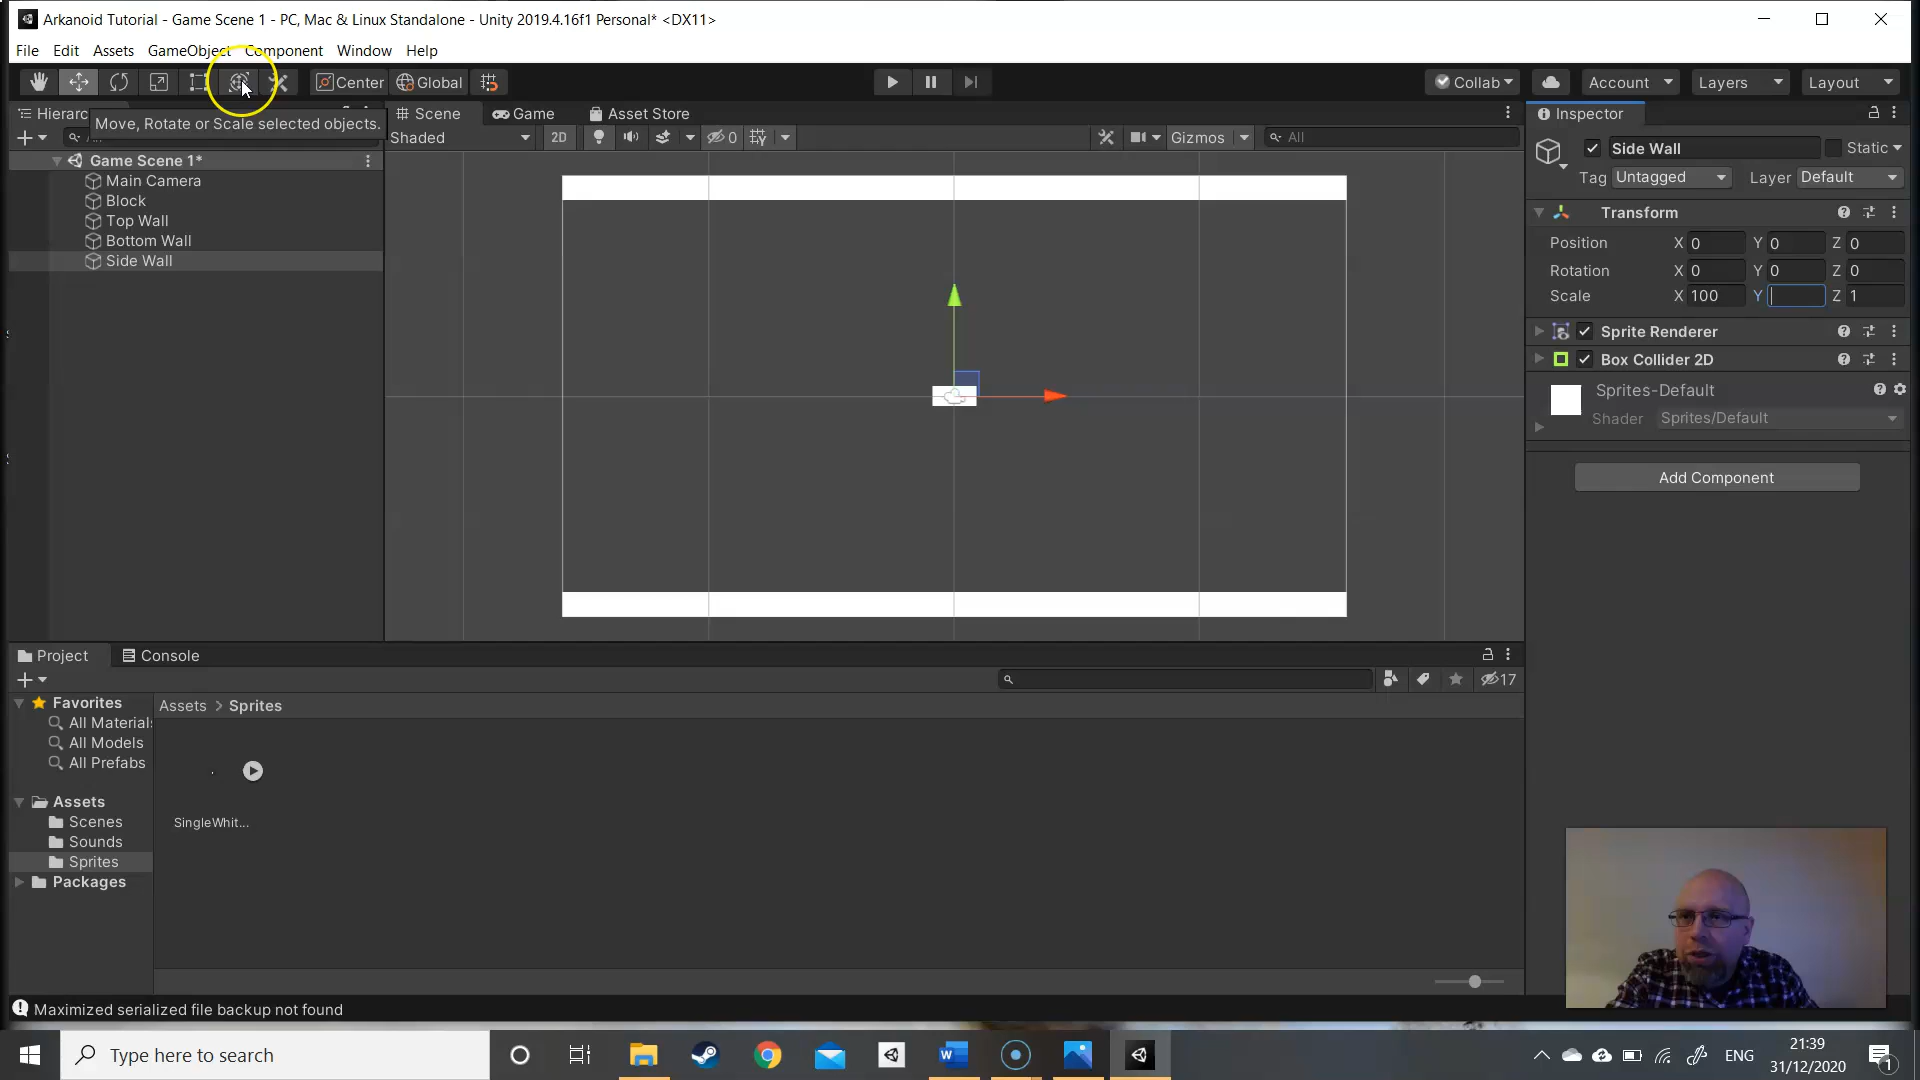 Arkanoid Tutorial - Game Scene 1 - PC, Mac & Linux Standalone - Unity 2019.4.16f1 Personal* <DX11>
File Edit Assets GameObject Component Window Help
Center Global Collab Account Layers Layout
Hierarc Scene Game Asset Store Inspector
Move, Rotate or Scale selected objects.
Shaded 2D 0 Gizmos All
Game Scene 1*
Main Camera
Block
Top Wall
Bottom Wall
Side Wall
Side Wall Static
Tag Untagged Layer Default
Transform
Position X 0 Y 0 Z 0
Rotation X 0 Y 0 Z 0
Scale X 100 Y Z 1
Sprite Renderer
Box Collider 2D
Sprites-Default
Shader Sprites/Default
Add Component
Project Console
17
Favorites
All Materials
All Models
All Prefabs
Assets
Scenes
Sounds
Sprites
Packages
Assets > Sprites
SingleWhit...
Maximized serialized file backup not found
Type here to search
W
ENG
21:39
31/12/2020
1